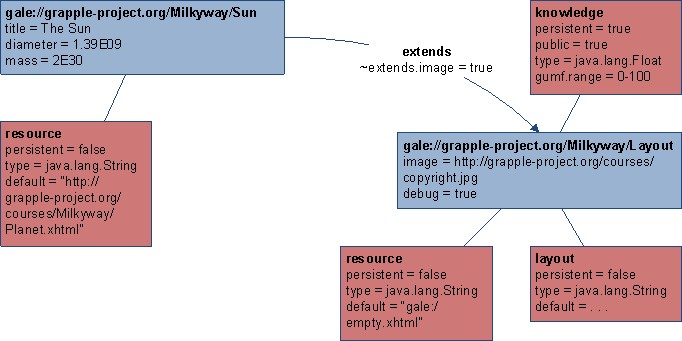 gale://grapple-project.org/Milkyway/Sun
title = The Sun
diameter = 1.39E09
mass = 2E30
extends
~extends.image = true
knowledge
persistent = true
public = true
type = java.lang.Float
gumf.range = 0-100
resource
persistent = false
type = java.lang.String
default = "http://
grapple-project.org/
courses/Milkyway/
Planet.xhtml"
gale://grapple-project.org/Milkyway/Layout
image = http://grapple-project.org/courses/
copyright.jpg
debug = true
resource
persistent = false
type = java.lang.String
default = "gale:/
empty.xhtml"
layout
persistent = false
type = java.lang.String
default = . . .